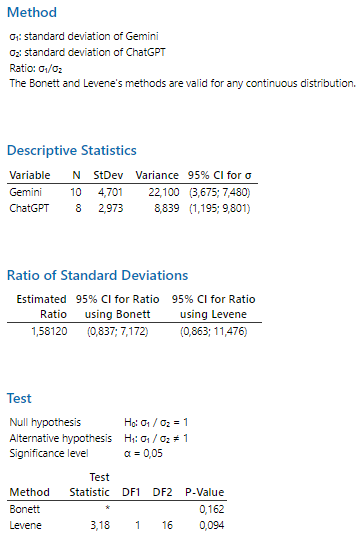 Method
σ₁: standard deviation of Gemini
σ₂: standard deviation of ChatGPT
Ratio: σ₁/σ₂
The Bonett and Levene's methods are valid for any continuous distribution.
Descriptive Statistics
Variable N StDev Variance 95% CI for σ
Gemini 10 4,701 22,100 (3,675; 7,480)
ChatGPT 8 2,973 8,839 (1,195; 9,801)
Ratio of Standard Deviations
Estimated 95% CI for Ratio 95% CI for Ratio
Ratio using Bonett using Levene
1,58120 (0,837; 7,172) (0,863; 11,476)
Test
Null hypothesis H₀: σ₁ / σ₂ = 1
Alternative hypothesis H₁: σ₁ / σ₂ ≠ 1
Significance level α = 0,05
Test
Method Statistic DF1 DF2 P-Value
Bonett * 0,162
Levene 3,18 1 16 0,094